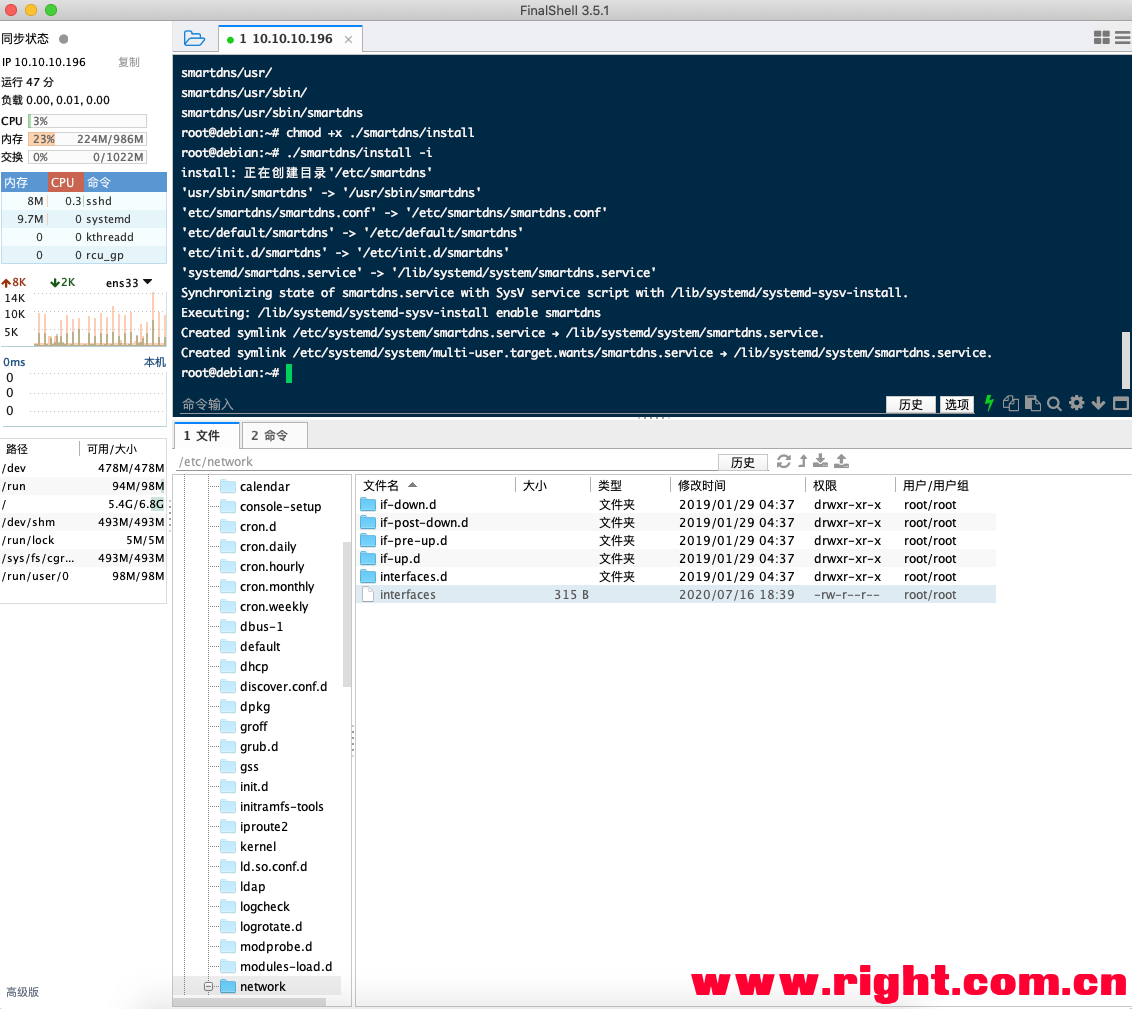 FinalShell 3.5.1
同步状态
IP 10.10.10.196 复制
运行 47 分
负载 0.00, 0.01, 0.00
CPU 3%
内存 23% 224M/986M
交换 0% 0/1022M
内存 CPU 命令
8M 0.3 sshd
9.7M 0 systemd
0 0 kthreadd
0 0 rcu_gp
8K 2K ens33
14K
10K
5K
0ms 本机
0
0
0
路径 可用/大小
/dev 478M/478M
/run 94M/98M
/ 5.4G/6.8G
/dev/shm 493M/493M
/run/lock 5M/5M
/sys/fs/cgr... 493M/493M
/run/user/0 98M/98M
高级版
1 10.10.10.196
smartdns/usr/
smartdns/usr/sbin/
smartdns/usr/sbin/smartdns
root@debian:~# chmod +x ./smartdns/install
root@debian:~# ./smartdns/install -i
install: 正在创建目录'/etc/smartdns'
'usr/sbin/smartdns' -> '/usr/sbin/smartdns'
'etc/smartdns/smartdns.conf' -> '/etc/smartdns/smartdns.conf'
'etc/default/smartdns' -> '/etc/default/smartdns'
'etc/init.d/smartdns' -> '/etc/init.d/smartdns'
'systemd/smartdns.service' -> '/lib/systemd/system/smartdns.service'
Synchronizing state of smartdns.service with SysV service script with /lib/systemd/systemd-sysv-install.
Executing: /lib/systemd/systemd-sysv-install enable smartdns
Created symlink /etc/systemd/system/smartdns.service → /lib/systemd/system/smartdns.service.
Created symlink /etc/systemd/system/multi-user.target.wants/smartdns.service → /lib/systemd/system/smartdns.service.
root@debian:~#
命令输入 历史 选项
1 文件 2 命令
/etc/network 历史
calendar
console-setup
cron.d
cron.daily
cron.hourly
cron.monthly
cron.weekly
dbus-1
default
dhcp
discover.conf.d
dpkg
groff
grub.d
gss
init.d
initramfs-tools
iproute2
kernel
ld.so.conf.d
ldap
logcheck
logrotate.d
modprobe.d
modules-load.d
network
文件名 大小 类型 修改时间 权限 用户/用户组
if-down.d 文件夹 2019/01/29 04:37 drwxr-xr-x root/root
if-post-down.d 文件夹 2019/01/29 04:37 drwxr-xr-x root/root
if-pre-up.d 文件夹 2019/01/29 04:37 drwxr-xr-x root/root
if-up.d 文件夹 2019/01/29 04:37 drwxr-xr-x root/root
interfaces.d 文件夹 2019/01/29 04:37 drwxr-xr-x root/root
interfaces 315 B 2020/07/16 18:39 -rw-r--r-- root/root
www.right.com.cn